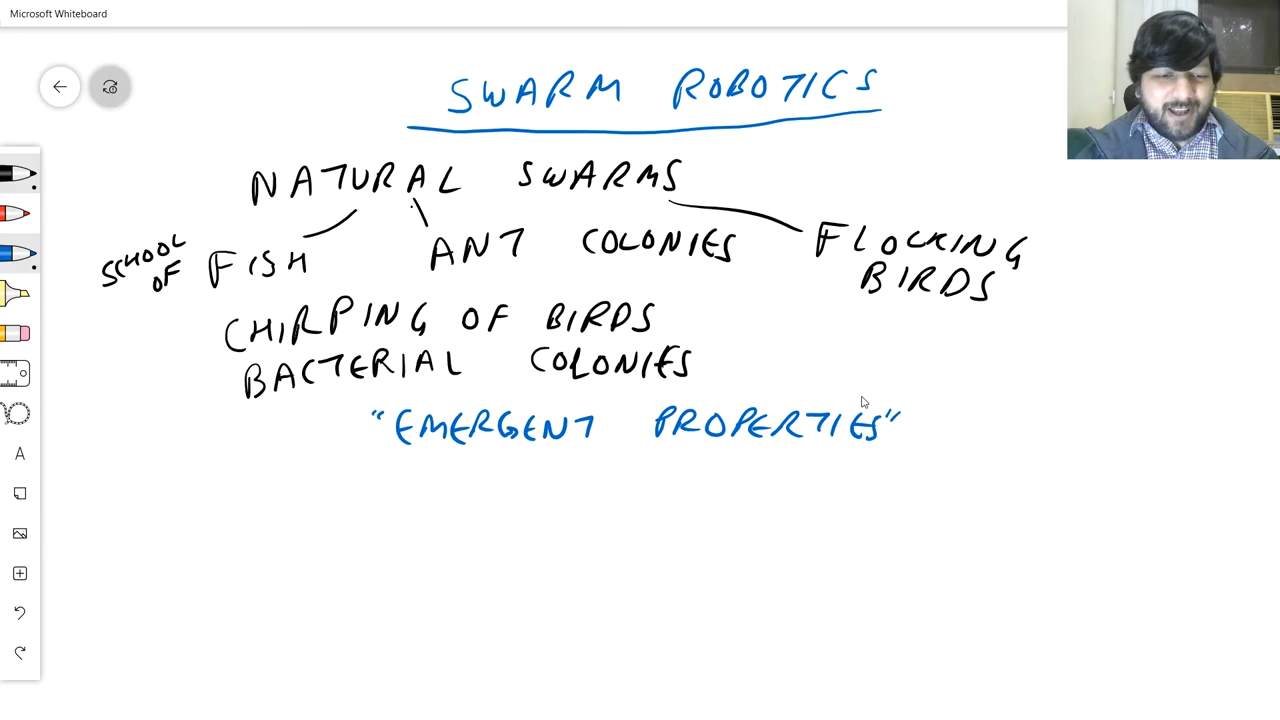 Microsoft Whiteboard
SWARM ROBOTICS
NATURAL SWARMS
SCHOOL OF FISH
ANT COLONIES
FLOCKING BIRDS
CHIRPING OF BIRDS
BACTERIAL COLONIES
"EMERGENT PROPERTIES"
A